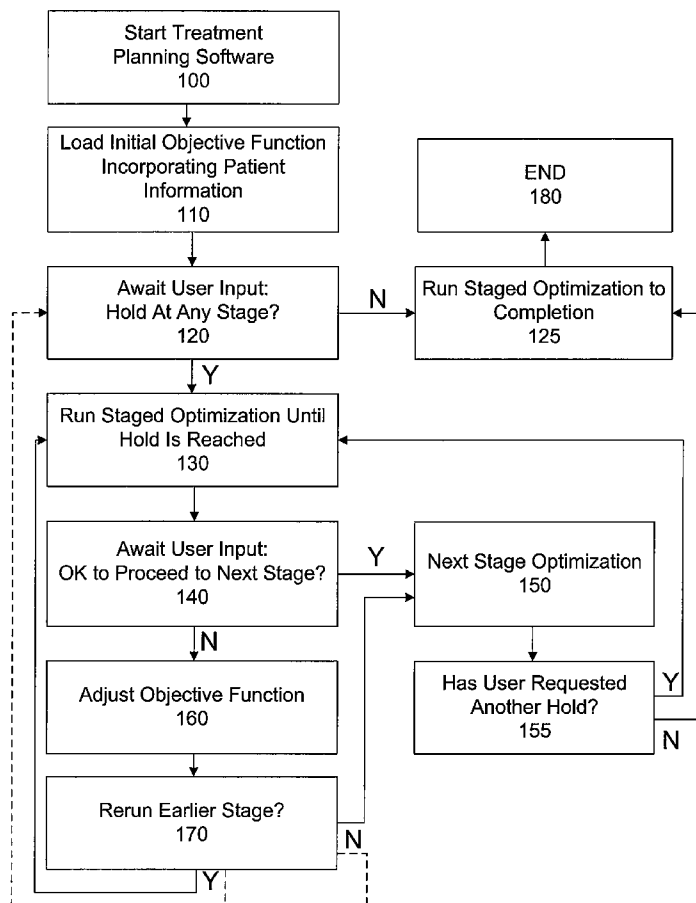 Start Treatment
Planning Software
100
Load Initial Objective Function
Incorporating Patient
Information
110
END
180
Await User Input:
Hold At Any Stage?
120
N
Run Staged Optimization to
Completion
125
Y
Run Staged Optimization Until
Hold Is Reached
130
Await User Input:
OK to Proceed to Next Stage?
140
Y
Next Stage Optimization
150
N
Adjust Objective Function
160
Has User Requested
Another Hold?
155
Y
N
Rerun Earlier Stage?
170
N
Y